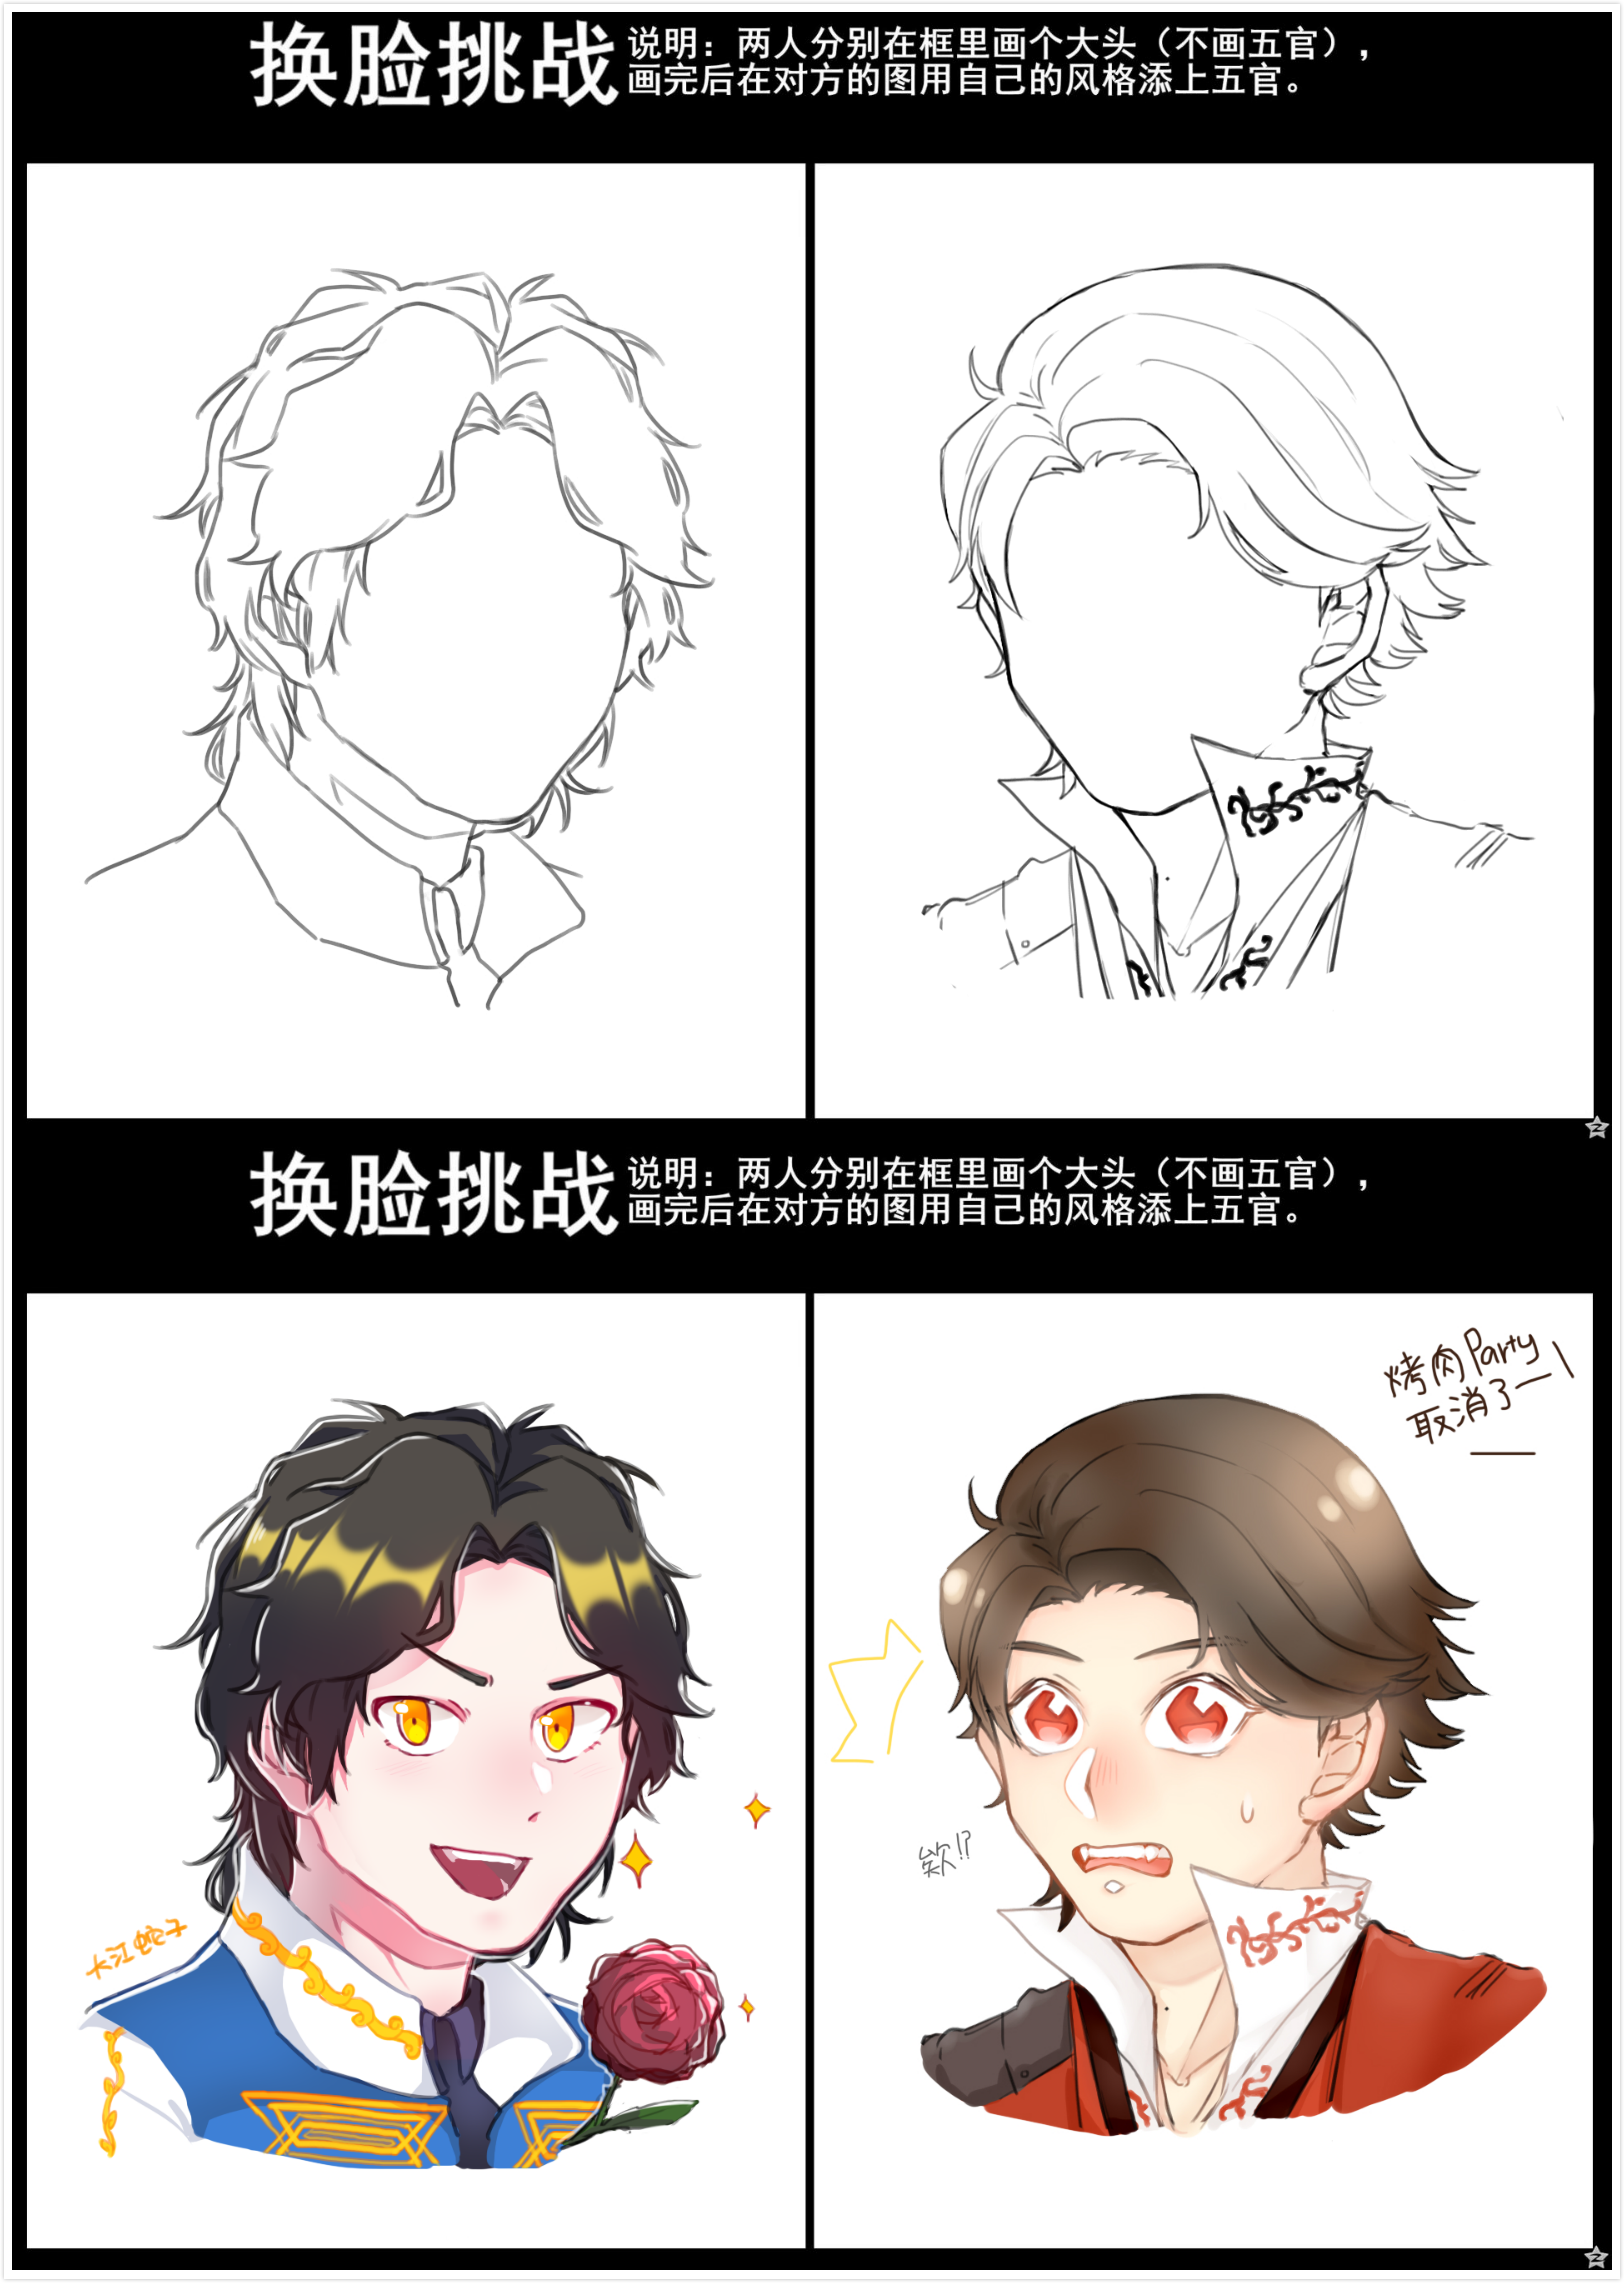 换脸挑战
说明：两人分别在框里画个大头（不画五官），
画完后在对方的图用自己的风格添上五官。
换脸挑战
说明：两人分别在框里画个大头（不画五官），
画完后在对方的图用自己的风格添上五官。
烤肉Party
取消了——
欸!?
大江蛇子